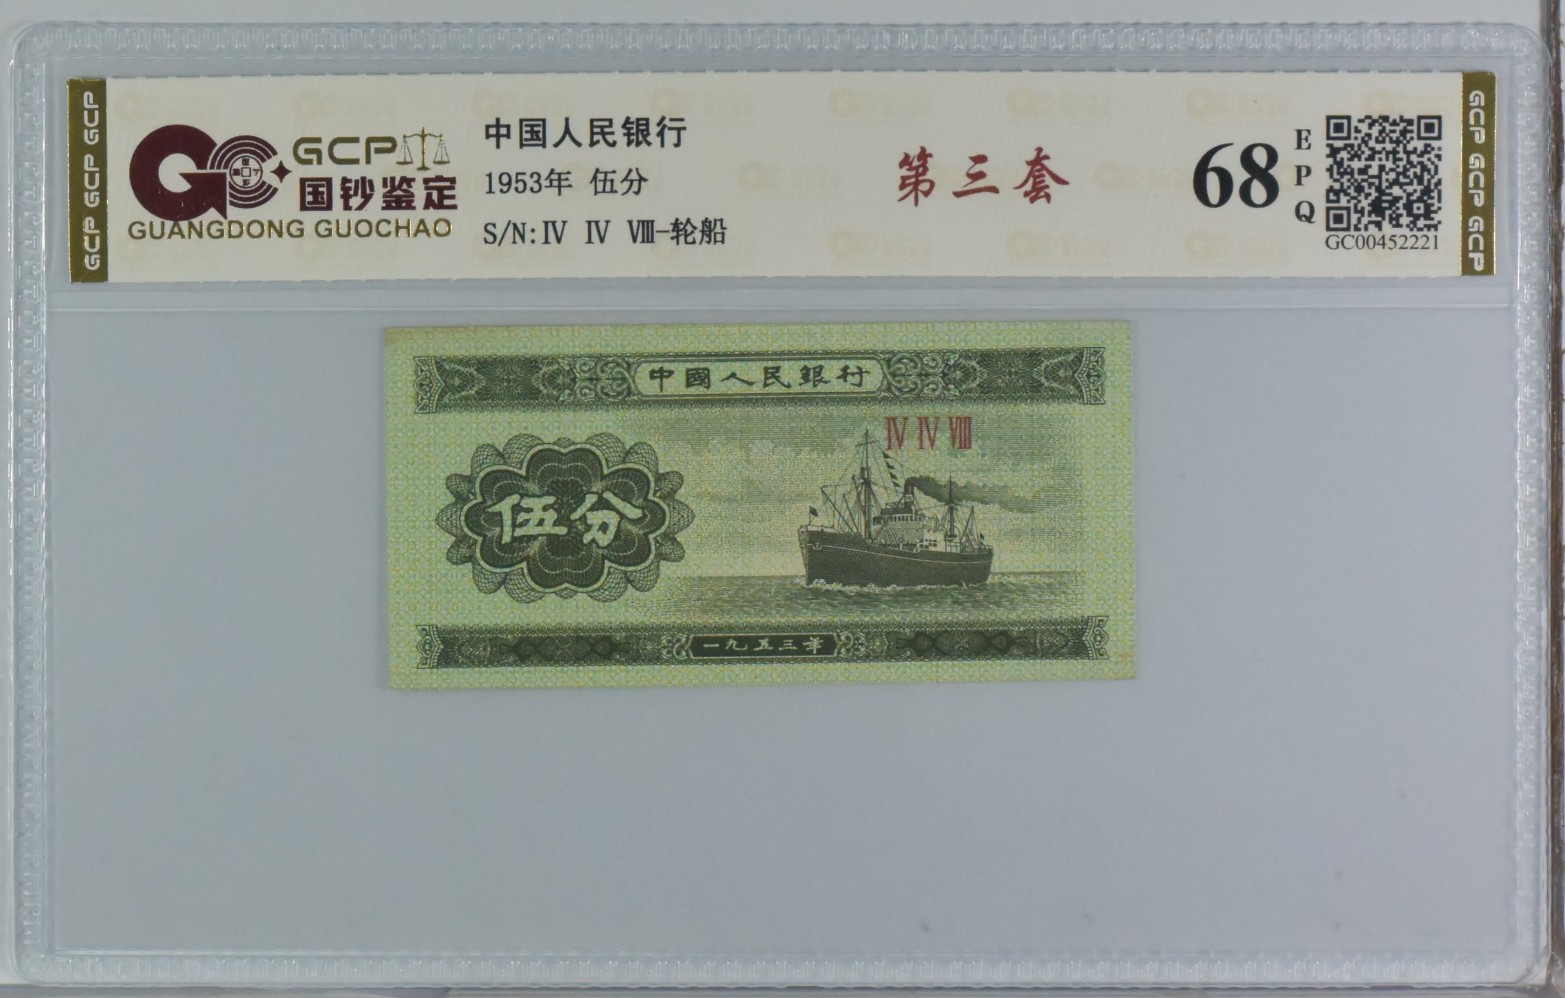 GCP GCP GCP
GCP
国钞鉴定
GUANGDONG GUOCHAO
中国人民银行
1953年 伍分
S/N:Ⅳ Ⅳ Ⅷ-轮船
第三套
68
EPQ
GC00452221
GCP GCP GCP
中國人民銀行
Ⅳ Ⅳ Ⅷ
伍分
一九五三年